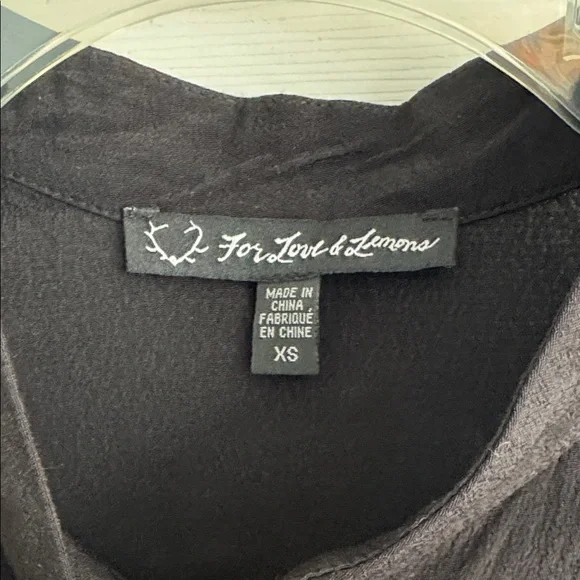 For Love & Lemons
MADE IN
CHINA
FABRIQUÉ
EN CHINE
XS